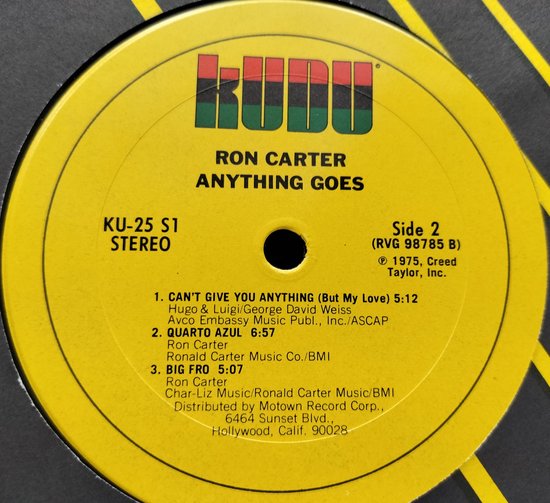 KUDU
RON CARTER
ANYTHING GOES
KU-25 S1
STEREO
Side 2
(RVG 98785 B)
℗ 1975, Creed
Taylor, Inc.
1. CAN'T GIVE YOU ANYTHING (But My Love) 5:12
Hugo & Luigi/George David Weiss
Avco Embassy Music Publ., Inc./ASCAP
2. QUARTO AZUL 6:57
Ron Carter
Ronald Carter Music Co./BMI
3. BIG FRO 5:07
Ron Carter
Char-Liz Music/Ronald Carter Music/BMI
Distributed by Motown Record Corp.,
6464 Sunset Blvd.,
Hollywood, Calif. 90028